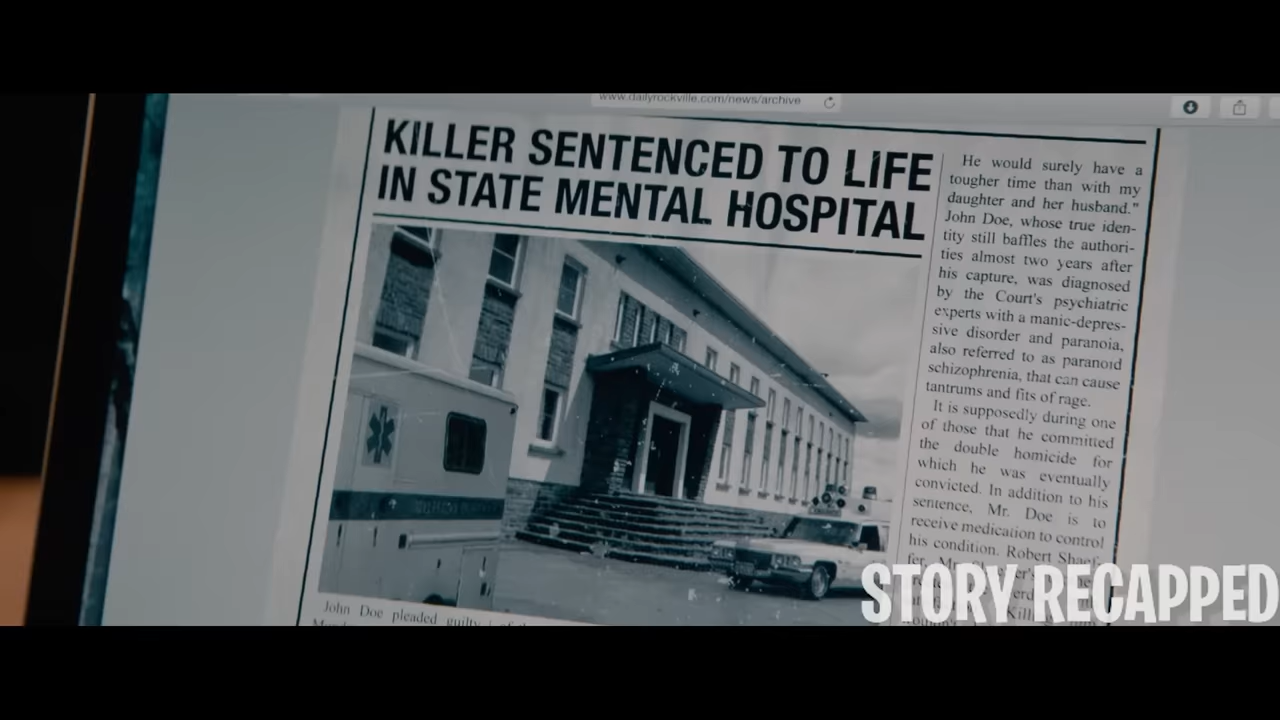 www.dailyrockville.com/news/archive
KILLER SENTENCED TO LIFE
IN STATE MENTAL HOSPITAL
He would surely have a
tougher time than with my
daughter and her husband."
John Doe, whose true iden-
tity still baffles the authori-
ties almost two years after
his capture, was diagnosed
by the Court's psychiatric
experts with a manic-depres-
sive disorder and paranoia,
also referred to as paranoid
schizophrenia, that can cause
tantrums and fits of rage.
It is supposedly during one
of those that he committed
the double homicide for
which he was eventually
convicted. In addition to his
sentence, Mr. Doe is to
receive medication to control
his condition. Robert
John Doe pleaded guilty
STORY RECAPPED